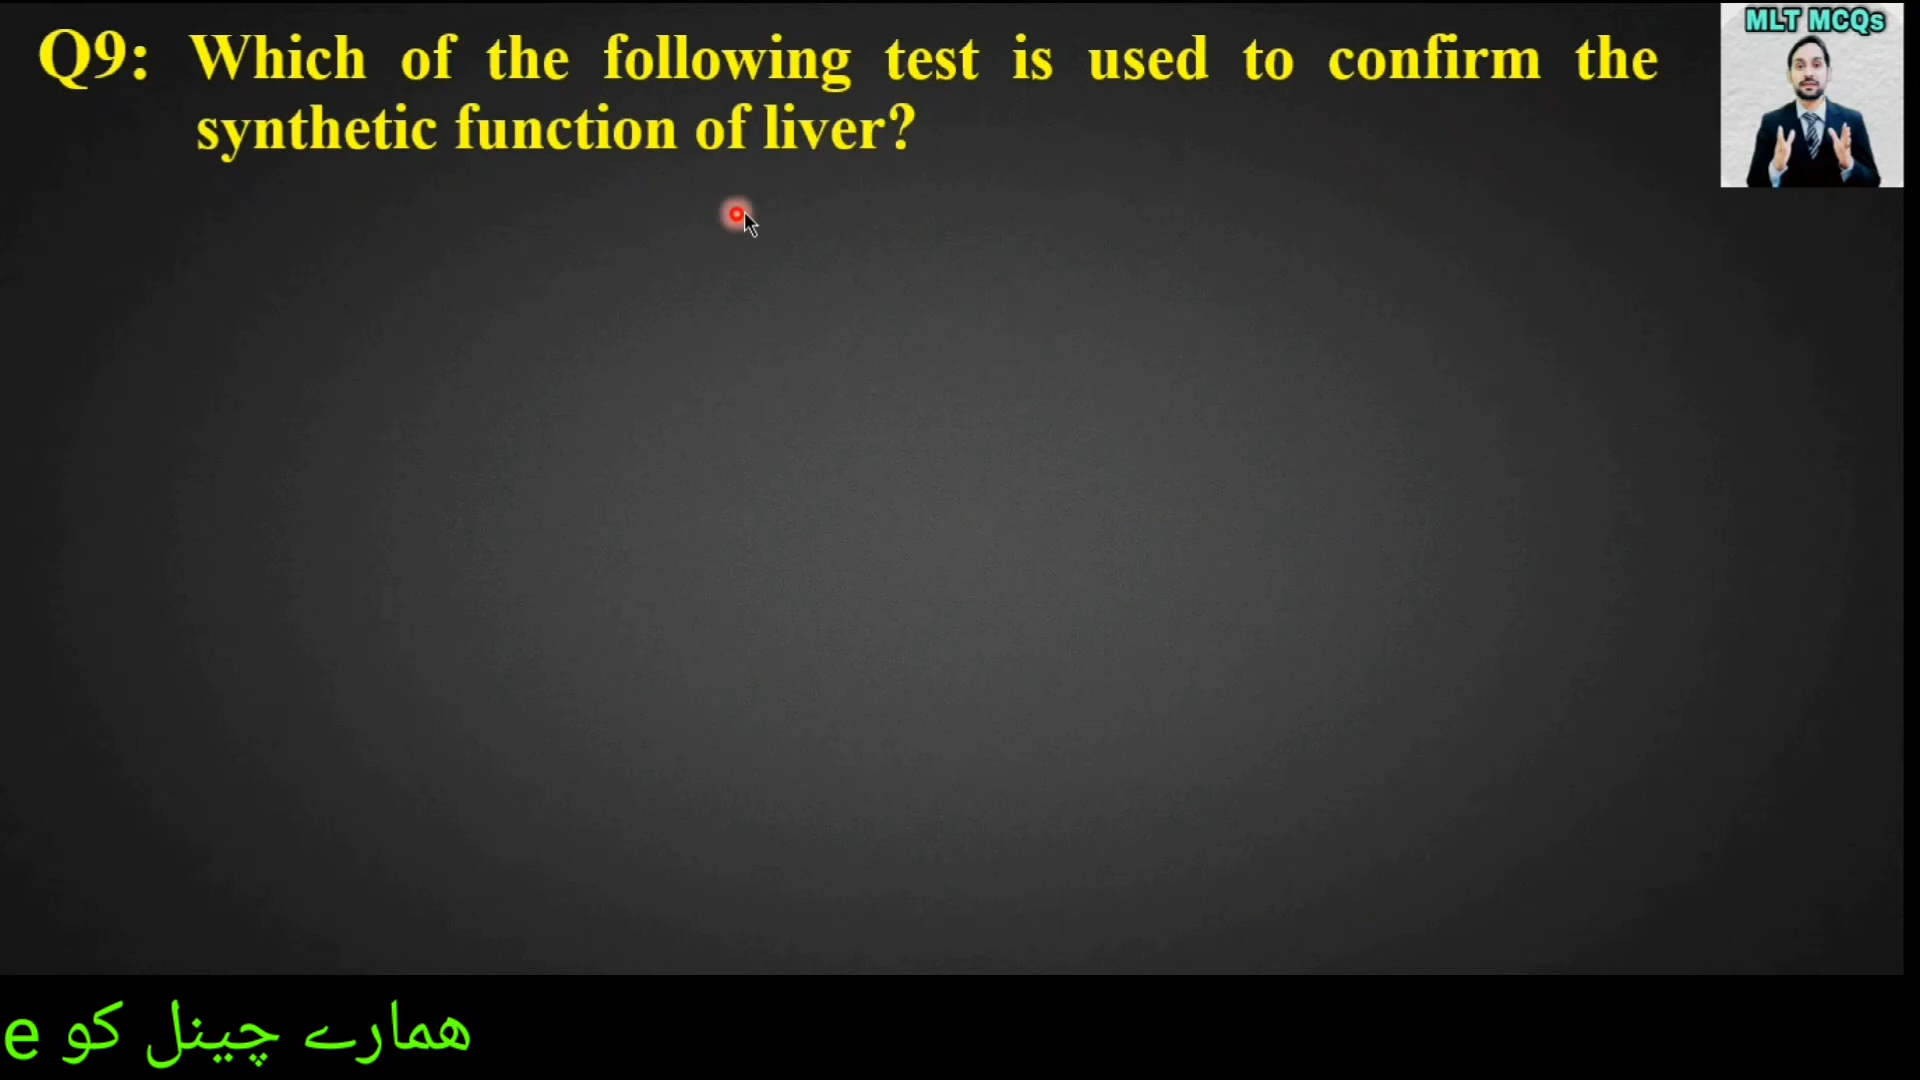 Q9: Which of the following test is used to confirm the
synthetic function of liver?
MLT MCQs
ھمارے چینل کو e